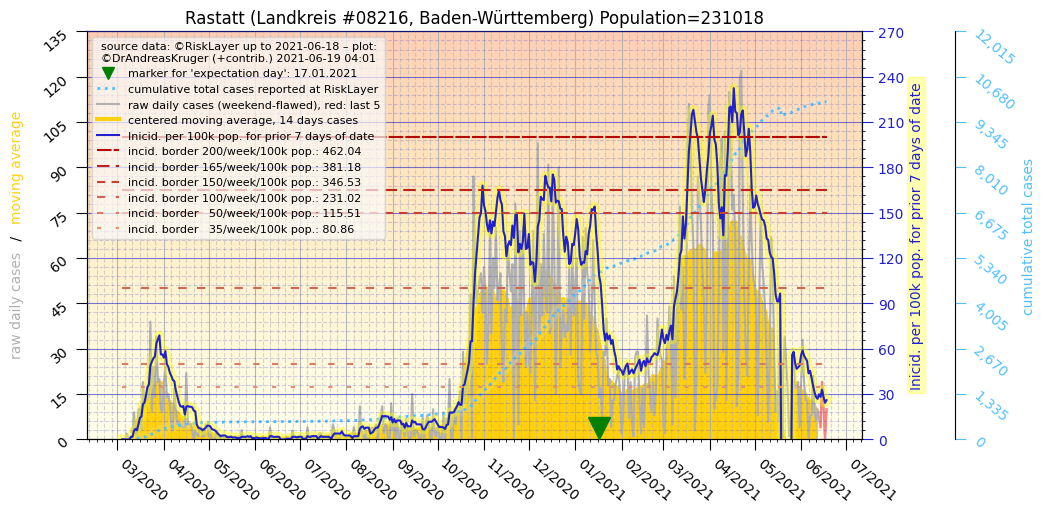 Rastatt (Landkreis #08216, Baden-Württemberg) Population=231018
source data: ©RiskLayer up to 2021-06-18 – plot:
©DrAndreasKruger (+contrib.) 2021-06-19 04:01
marker for 'expectation day': 17.01.2021
cumulative total cases reported at RiskLayer
raw daily cases (weekend-flawed), red: last 5
centered moving average, 14 days cases
Inicid. per 100k pop. for prior 7 days of date
incid. border 200/week/100k pop.: 462.04
incid. border 165/week/100k pop.: 381.18
incid. border 150/week/100k pop.: 346.53
incid. border 100/week/100k pop.: 231.02
incid. border   50/week/100k pop.: 115.51
incid. border   35/week/100k pop.: 80.86
raw daily cases / moving average
135
120
105
90
75
60
45
30
15
0
03/2020
04/2020
05/2020
06/2020
07/2020
08/2020
09/2020
10/2020
11/2020
12/2020
01/2021
02/2021
03/2021
04/2021
05/2021
06/2021
07/2021
270
240
210
180
150
120
90
60
30
0
Inicid. per 100k pop. for prior 7 days of date
12,015
10,680
9,345
8,010
6,675
5,340
4,005
2,670
1,335
0
cumulative total cases